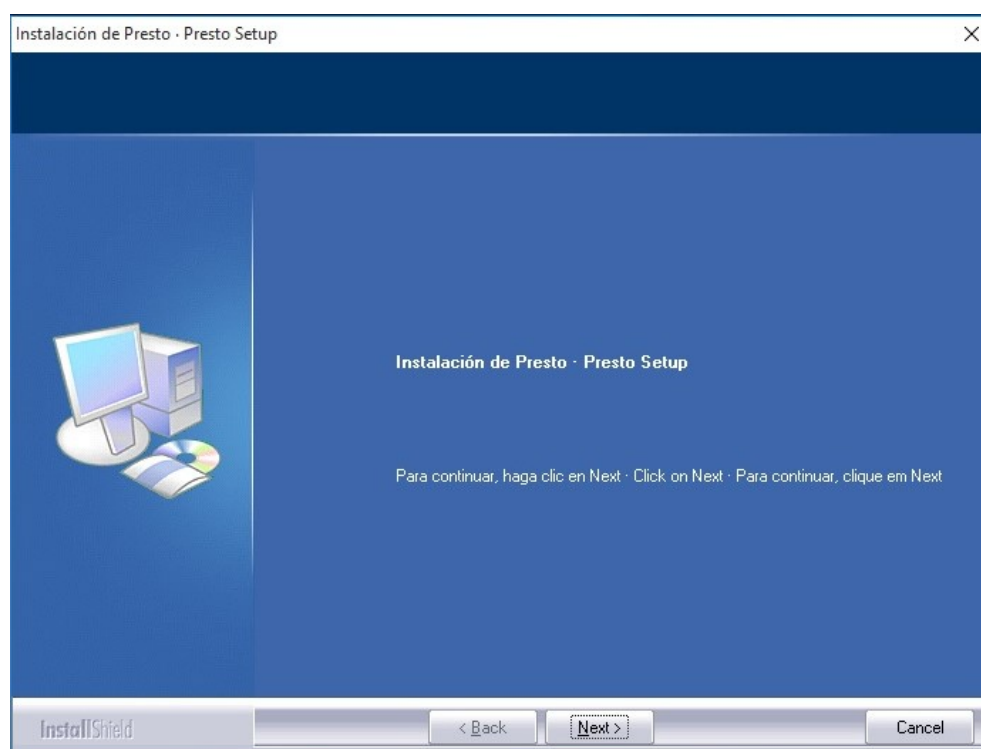 Instalación de Presto · Presto Setup
Instalación de Presto · Presto Setup
Para continuar, haga clic en Next · Click on Next · Para continuar, clique em Next
InstallShield
< Back
Next >
Cancel